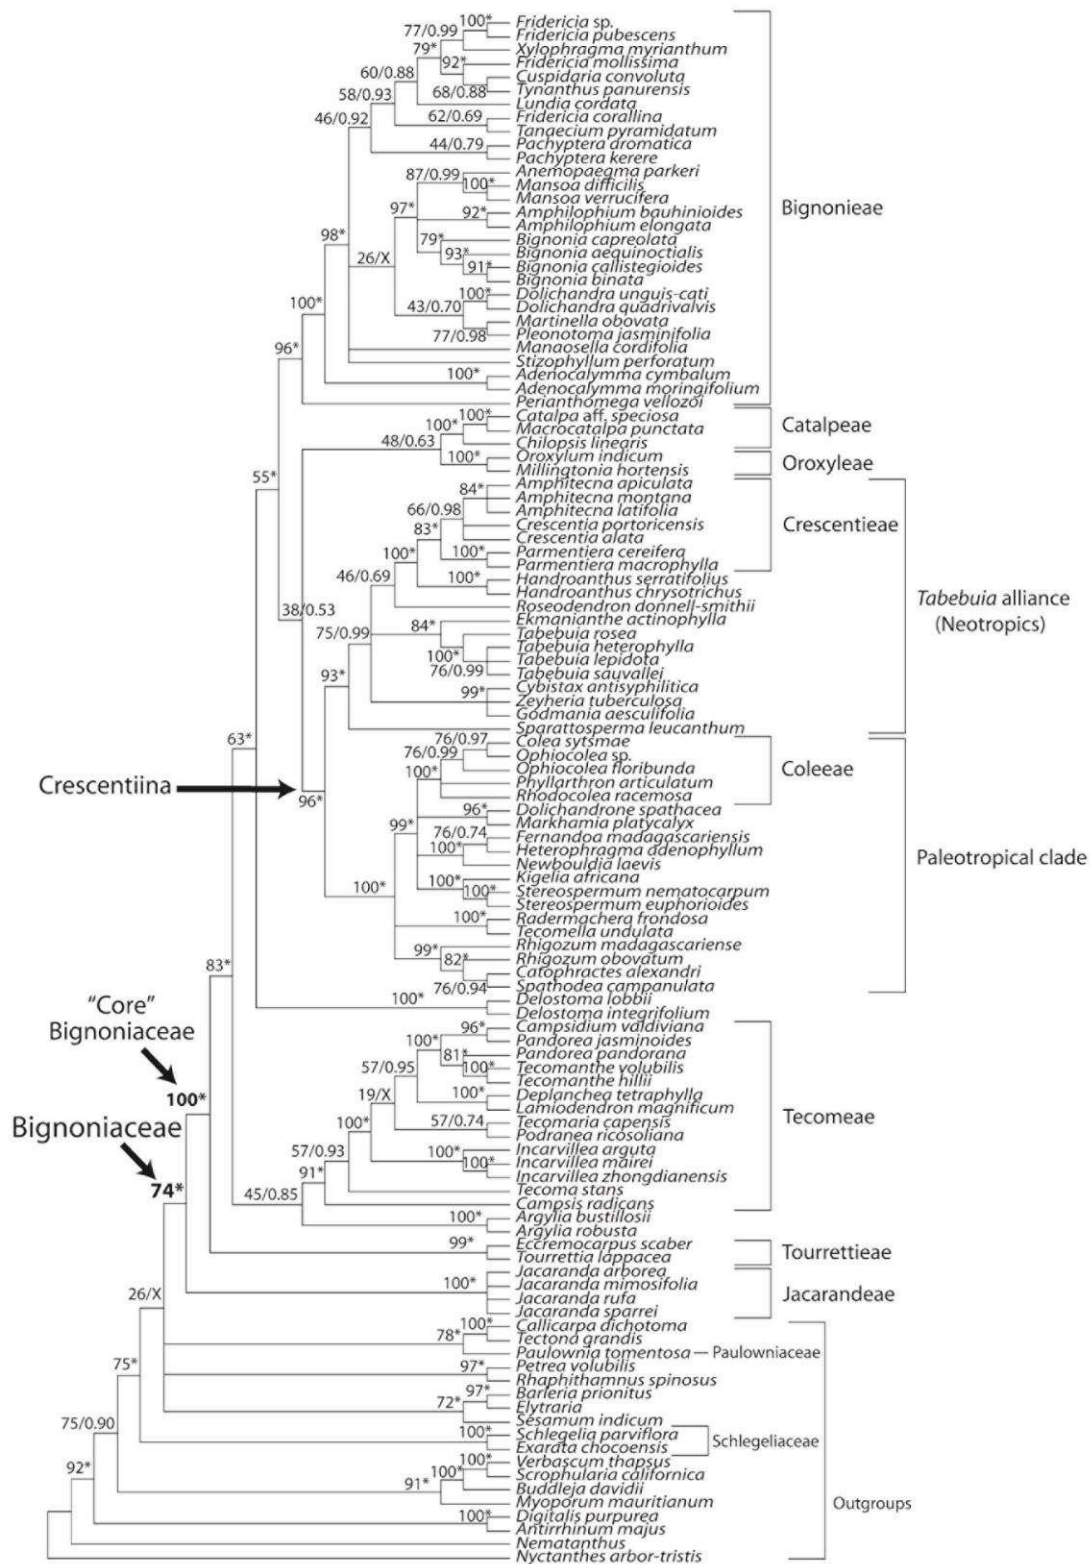 100* Fridericia sp.
77/0.99 Fridericia pubescens
79* Xylophragma myrianthum
92* Fridericia mollissima
60/0.88 Cuspidaria convoluta
68/0.88 Tynanthus panurensis
58/0.93 Lundia cordata
46/0.92 62/0.69 Fridericia corallina
Tanaecium pyramidatum
44/0.79 Pachyptera aromatica
Pachyptera kerere
87/0.99 Anemopaegma parkeri
100* Mansoa difficilis
Mansoa verrucifera
97* 92* Amphilophium bauhinioides
Amphilophium elongata
Bignonieae
98* 79* Bignonia capreolata
26/X 93* Bignonia aequinoctialis
91* Bignonia callistegioides
Bignonia binata
100* Dolichandra unguis-cati
100* 43/0.70 Dolichandra quadrivalvis
Martinella obovata
77/0.98 Pleonotoma jasminifolia
96* Manaosella cordifolia
Stizophyllum perforatum
100* Adenocalymma cymbalum
Adenocalymma moringifolium
Perianthomega vellozoi
100* Catalpa aff. speciosa
100* Macrocatalpa punctata
Catalpeae
48/0.63 Chilopsis linearis
100* Oroxylum indicum
Oroxyleae
Millingtonia hortensis
55* Amphitecna apiculata
84* Amphitecna montana
66/0.98 Amphitecna latifolia
83* Crescentia portoricensis
Crescentieae
Crescentia alata
100* 100* Parmentiera cereifera
Parmentiera macrophylla
46/0.69 100* Handroanthus serratifolius
Handroanthus chrysotrichus
Tabebuia alliance
(Neotropics)
38/0.53 Roseodendron donnell-smithii
84* Ekmanianthe actinophylla
75/0.99 Tabebuia rosea
Tabebuia heterophylla
100* Tabebuia lepidota
93* 76/0.99 Tabebuia sauvallei
99* Cybistax antisyphilitica
Zeyheria tuberculosa
Godmania aesculifolia
Sparattosperma leucanthum
63* 76/0.97 Colea sytsmae
76/0.99 Ophiocolea sp.
100* Ophiocolea floribunda
Coleeae
Crescentiina
Phyllarthron articulatum
96* Rhodocolea racemosa
96* Dolichandrone spathacea
99* Markhamia platycalyx
76/0.74 Fernandoa madagascariensis
100* Heterophragma adenophyllum
Paleotropical clade
Newbouldia laevis
100* 100* Kigelia africana
100* Stereospermum nematocarpum
Stereospermum euphorioides
100* Radermachera frondosa
Tecomella undulata
99* Rhigozum madagascariense
82* Rhigozum obovatum
83* Catophractes alexandri
76/0.94 Spathodea campanulata
100* Delostoma lobbii
Delostoma integrifolium
“Core”
Bignoniaceae
96* Campsidium valdiviana
100* Pandorea jasminoides
81* Pandorea pandorana
57/0.95 100* Tecomanthe volubilis
Tecomanthe hillii
100*
19/X 100* Deplanchea tetraphylla
Lamiodendron magnificum
Tecomeae
Bignoniaceae
100* 57/0.74 Tecomaria capensis
Podranea ricosoliana
57/0.93 100* Incarvillea arguta
100* Incarvillea mairei
91* Incarvillea zhongdianensis
74*
45/0.85 Tecoma stans
Campsis radicans
100* Argylia bustillosii
Argylia robusta
99* Eccremocarpus scaber
Tourrettieae
Tourrettia lappacea
Jacaranda arborea
100* Jacaranda mimosifolia
Jacarandeae
26/X Jacaranda rufa
Jacaranda sparrei
100* Callicarpa dichotoma
78* Tectona grandis
Paulownia tomentosa — Paulowniaceae
75* 97* Petrea volubilis
Rhaphithamnus spinosus
97* Barleria prionitus
72* Elytraria
75/0.90 Sesamum indicum
100* Schlegelia parviflora
Schlegeliaceae
Exarata chocoensis
92* 100* Verbascum thapsus
100* Scrophularia californica
91* Buddleja davidii
Myoporum mauritianum
Outgroups
100* Digitalis purpurea
Antirrhinum majus
Nematanthus
Nyctanthes arbor-tristis